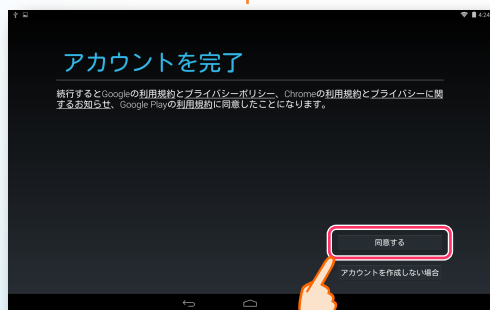 4:24
アカウントを完了
続行するとGoogleの利用規約とプライバシーポリシー、Chromeの利用規約とプライバシーに関
するお知らせ、Google Playの利用規約に同意したことになります。
同意する
アカウントを作成しない場合